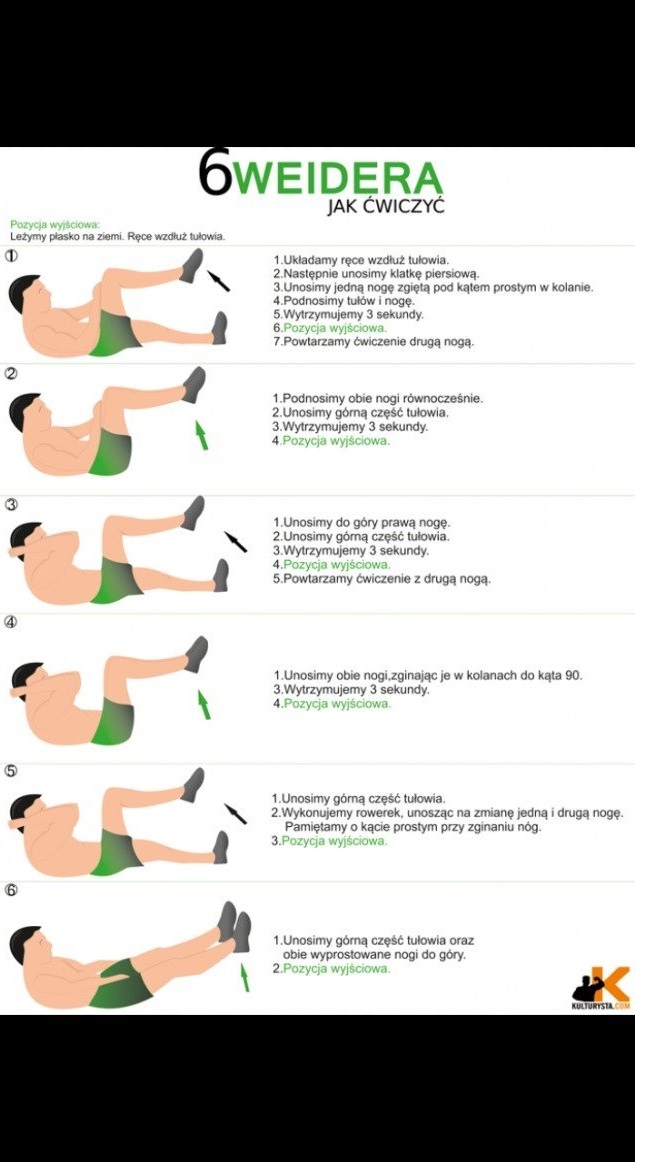 6WEIDERA
JAK ĆWICZYĆ
Pozycja wyjściowa:
Leżymy płasko na ziemi. Ręce wzdłuż tułowia.
1
1.Układamy ręce wzdłuż tułowia.
2.Następnie unosimy klatkę piersiową.
3.Unosimy jedną nogę zgiętą pod kątem prostym w kolanie.
4.Podnosimy tułów i nogę.
5.Wytrzymujemy 3 sekundy.
6.Pozycja wyjściowa.
7.Powtarzamy ćwiczenie drugą nogą.
2
1.Podnosimy obie nogi równocześnie.
2.Unosimy górną część tułowia.
3.Wytrzymujemy 3 sekundy.
4.Pozycja wyjściowa.
3
1.Unosimy do góry prawą nogę.
2.Unosimy górną część tułowia.
3.Wytrzymujemy 3 sekundy.
4.Pozycja wyjściowa.
5.Powtarzamy ćwiczenie z drugą nogą.
4
1.Unosimy obie nogi,zginając je w kolanach do kąta 90.
3.Wytrzymujemy 3 sekundy.
4.Pozycja wyjściowa.
5
1.Unosimy górną część tułowia.
2.Wykonujemy rowerek, unosząc na zmianę jedną i drugą nogę.
Pamiętamy o kącie prostym przy zginaniu nóg.
3.Pozycja wyjściowa.
6
1.Unosimy górną część tułowia oraz
obie wyprostowane nogi do góry.
2.Pozycja wyjściowa.
K
KULTURYSTA.COM